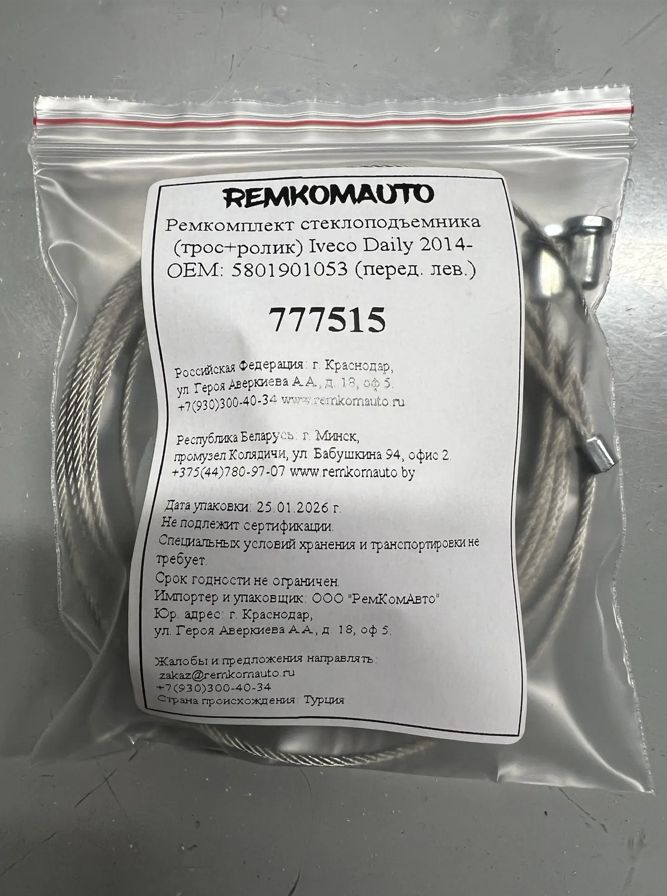 REMKOMAUTO
Ремкомплект стеклоподъемника
(трос+ролик) Iveco Daily 2014-
OEM: 5801901053 (перед. лев.)
777515
Российская Федерация: г. Краснодар,
ул. Героя Аверкиева А.А., д. 18, оф 5.
+7(930)300-40-34 www.remkomauto.ru
Республика Беларусь: г. Минск,
промузел Колядичи, ул. Бабушкина 94, офис 2.
+375(44)780-97-07 www.remkomauto.by
Дата упаковки: 25.01.2026 г.
Не подлежит сертификации.
Специальных условий хранения и транспортировки не
требует.
Срок годности не ограничен.
Импортер и упаковщик: ООО "РемКомАвто"
Юр. адрес: г. Краснодар,
ул. Героя Аверкиева А.А., д. 18, оф 5.
Жалобы и предложения направлять:
zakaz@remkomauto.ru
+7(930)300-40-34
Страна происхождения: Турция